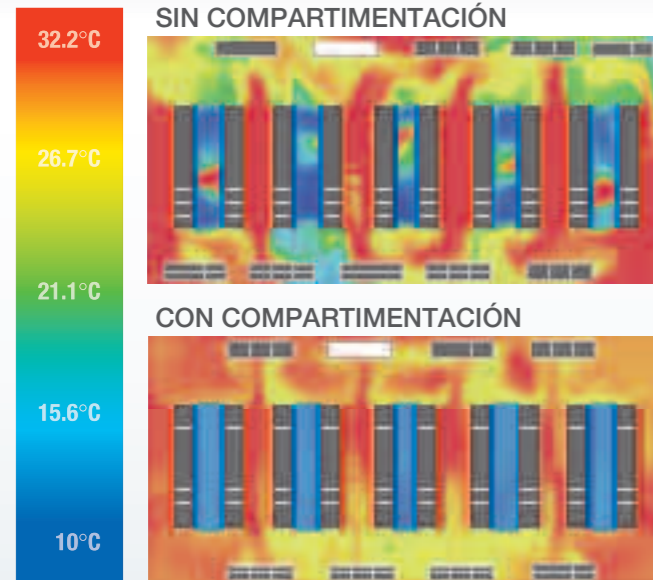 SIN COMPARTIMENTACIÓN
32.2°C
26.7°C
21.1°C
15.6°C
10°C
CON COMPARTIMENTACIÓN